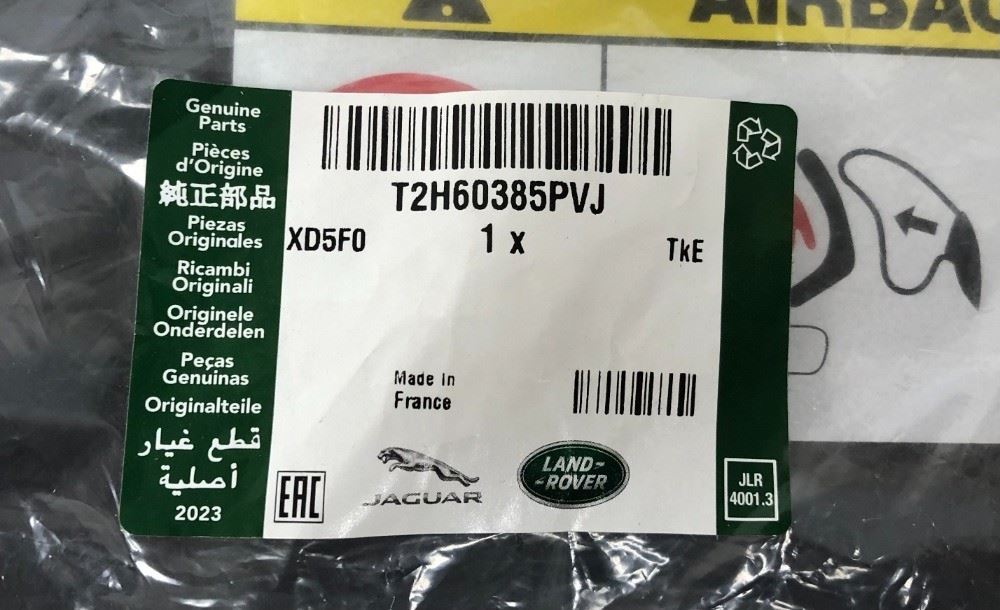 AIRBAG
Genuine
Parts
Pièces
d'Origine
純正部品
Piezas
Originales
Ricambi
Originali
Originele
Onderdelen
Peças
Genuinas
Originalteile
قطع غيار
أصلية
2023
T2H60385PVJ
XD5F0 1 x TkE
Made In
France
EAC
JAGUAR
LAND-
-ROVER
JLR
4001.3